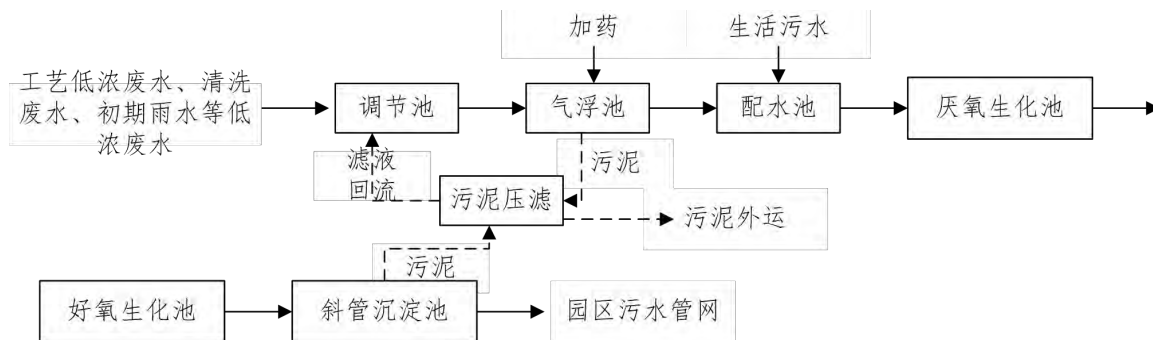 加药
生活污水
工艺低浓废水、清洗
废水、初期雨水等低
浓废水
调节池
气浮池
配水池
厌氧生化池
滤液
回流
污泥
污泥压滤
污泥外运
污泥
好氧生化池
斜管沉淀池
园区污水管网